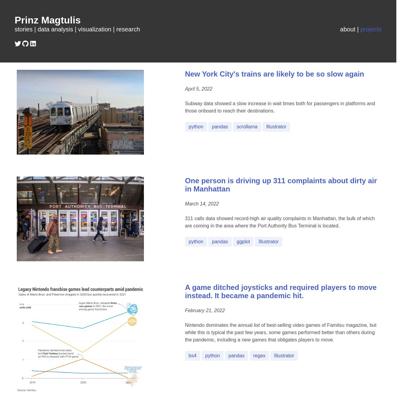 Prinz Magtulis
stories | data analysis | visualization | research
about | projects
New York City's trains are likely to be so slow again
April 5, 2022
Subway data showed a slow increase in wait times both for passengers in platforms and
those onboard to reach their destinations.
python pandas scrollama Illustrator
PORT AUTHORITY BUS TERMINAL
One person is driving up 311 complaints about dirty air
in Manhattan
March 14, 2022
311 calls data showed record-high air quality complaints in Manhattan, the bulk of which
are coming in the area where the Port Authority Bus Terminal is located.
python pandas ggplot Illustrator
Legacy Nintendo franchise games lead counterparts amid pandemic
A game ditched joysticks and required players to move
instead. It became a pandemic hit.
February 21, 2022
Nintendo dominates the annual list of best-selling video games of Famitsu magazine, but
while this is typical the past few years, some games performed better than others during
the pandemic, including a new games that obligates players to move.
bs4 python pandas regex Illustrator